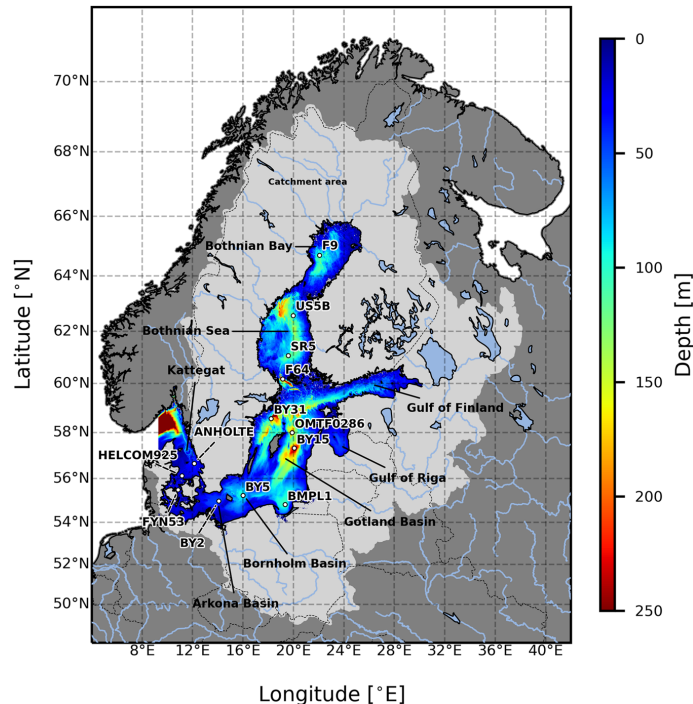 70°N
68°N
66°N
64°N
62°N
60°N
58°N
56°N
54°N
52°N
50°N
Latitude [°N]
Catchment area
Bothnian Bay
F9
US5B
Bothnian Sea
SR5
Kattegat
F64
Gulf of Finland
BY31
OMTF0286
ANHOLTE
BY15
HELCOM925
Gulf of Riga
BY5
BMPL1
FYN53
Gotland Basin
BY2
Bornholm Basin
Arkona Basin
8°E 12°E 16°E 20°E 24°E 28°E 32°E 36°E 40°E
Longitude [°E]
0
50
100
150
200
250
Depth [m]